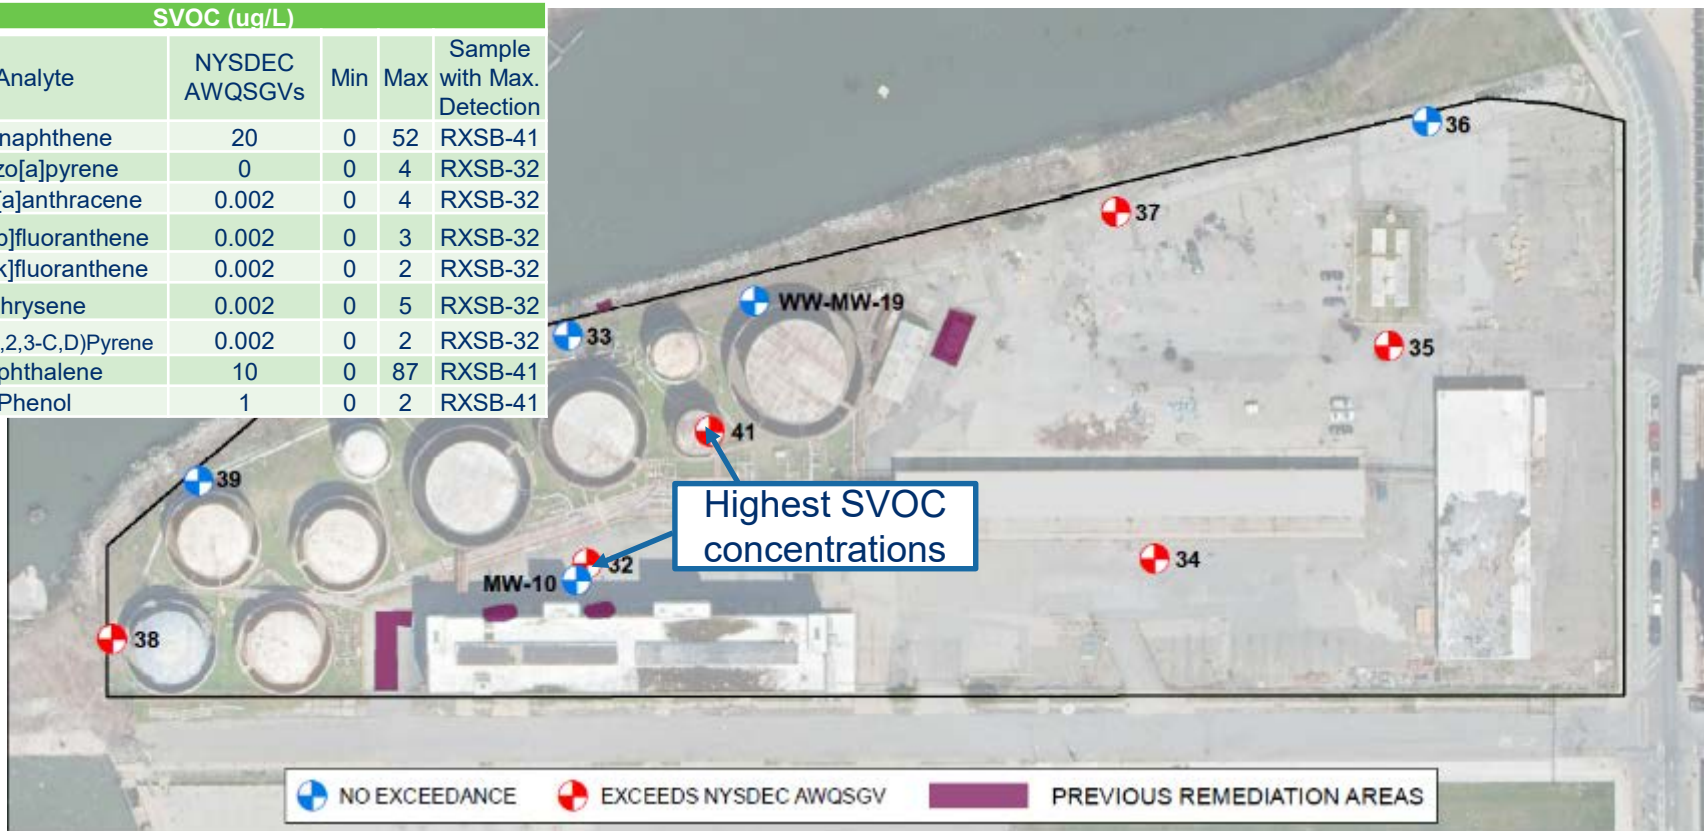 SVOC (ug/L)
Analyte NYSDEC AWQSGVs Min Max Sample with Max. Detection
naphthene 20 0 52 RXSB-41
zo[a]pyrene 0 0 4 RXSB-32
[a]anthracene 0.002 0 4 RXSB-32
b]fluoranthene 0.002 0 3 RXSB-32
k]fluoranthene 0.002 0 2 RXSB-32
hrysene 0.002 0 5 RXSB-32
,2,3-C,D)Pyrene 0.002 0 2 RXSB-32
phthalene 10 0 87 RXSB-41
Phenol 1 0 2 RXSB-41
36
37
WW-MW-19
33
35
41
39
Highest SVOC
concentrations
34
32
MW-10
38
NO EXCEEDANCE
EXCEEDS NYSDEC AWQSGV
PREVIOUS REMEDIATION AREAS